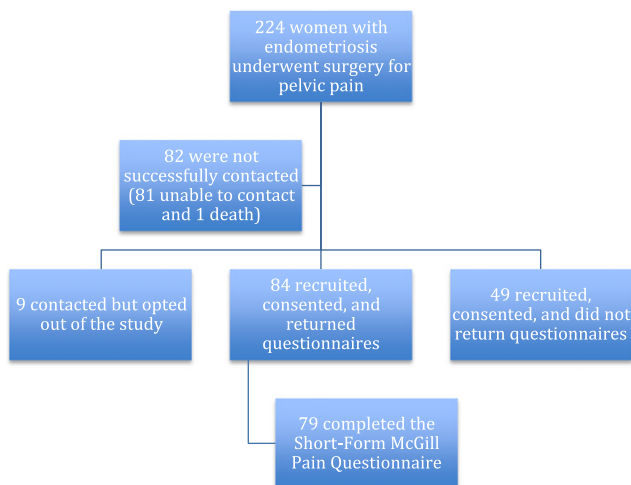 224 women with
endometriosis
underwent surgery for
pelvic pain
82 were not
successfully contacted
(81 unable to contact
and 1 death)
9 contacted but opted
out of the study
84 recruited,
consented, and
returned
questionnaires
49 recruited,
consented, and did not
return questionnaires
79 completed the
Short-Form McGill
Pain Questionnaire